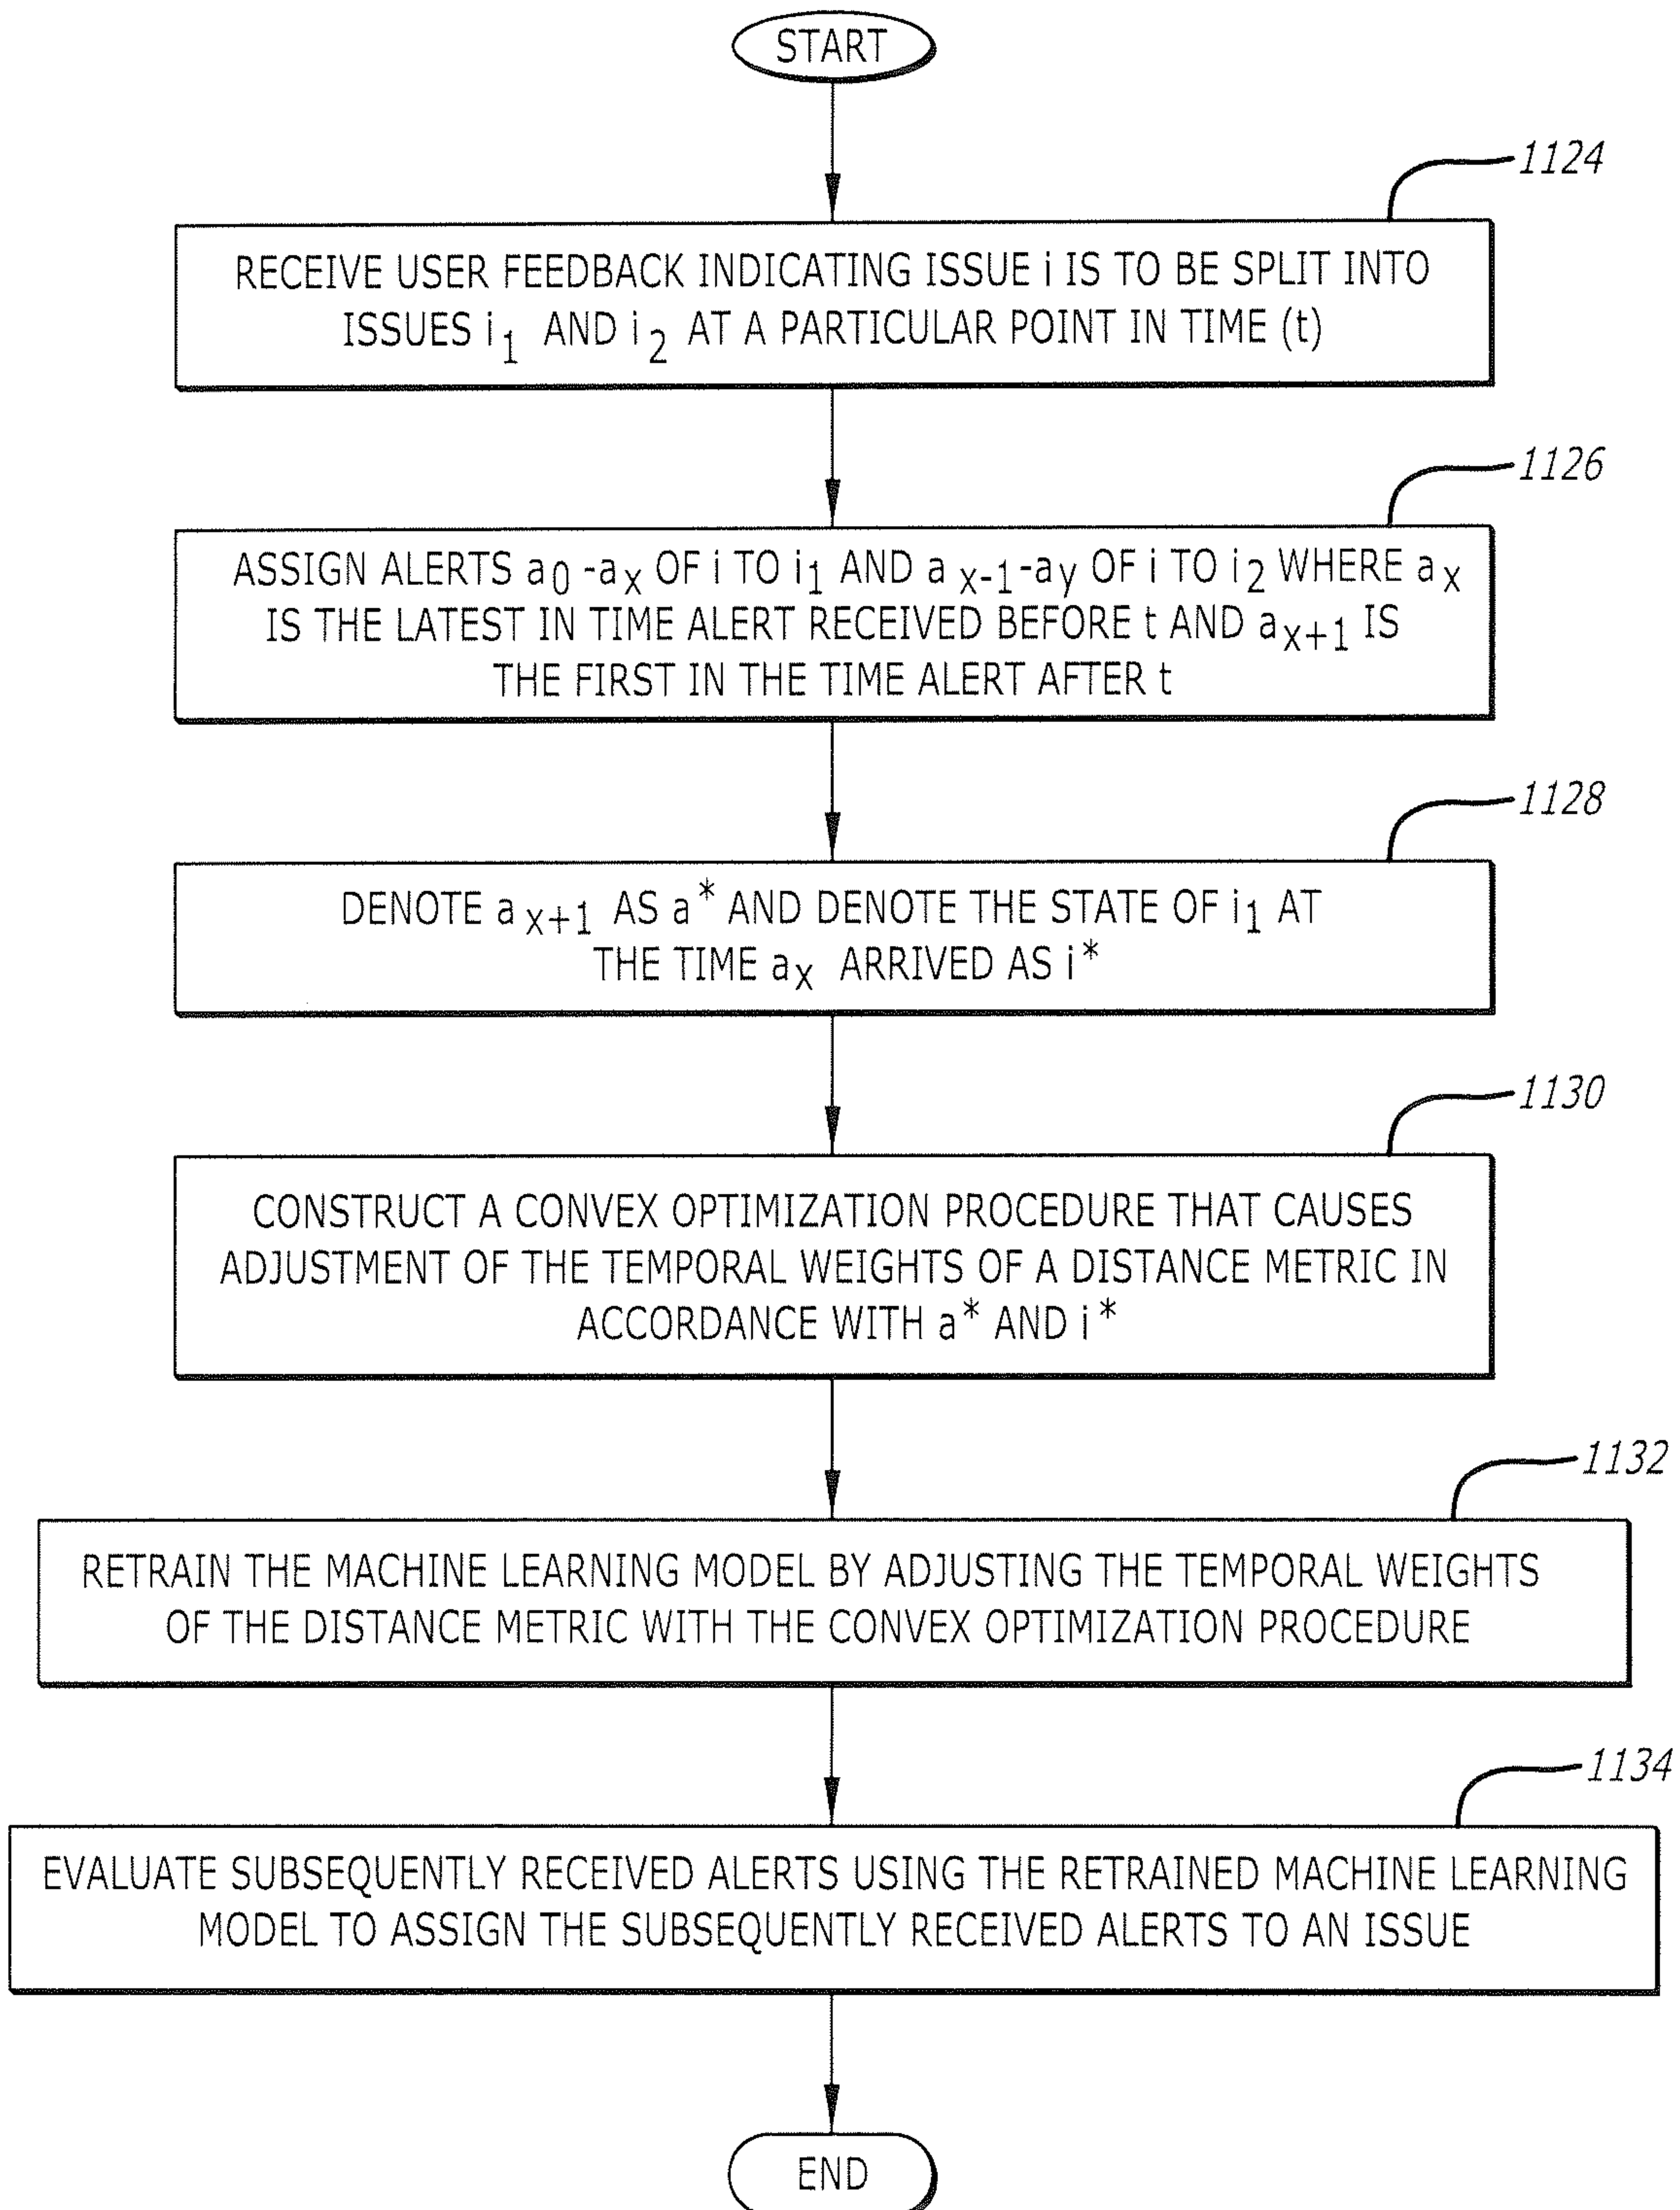 START
1124
RECEIVE USER FEEDBACK INDICATING ISSUE i IS TO BE SPLIT INTO
ISSUES i₁ AND i₂ AT A PARTICULAR POINT IN TIME (t)
1126
ASSIGN ALERTS a₀ -aₓ OF i TO i₁ AND a ₓ₋₁-ay OF i TO i₂ WHERE aₓ
IS THE LATEST IN TIME ALERT RECEIVED BEFORE t AND aₓ₊₁ IS
THE FIRST IN THE TIME ALERT AFTER t
1128
DENOTE aₓ₊₁ AS a* AND DENOTE THE STATE OF i₁ AT
THE TIME aₓ ARRIVED AS i*
1130
CONSTRUCT A CONVEX OPTIMIZATION PROCEDURE THAT CAUSES
ADJUSTMENT OF THE TEMPORAL WEIGHTS OF A DISTANCE METRIC IN
ACCORDANCE WITH a* AND i*
1132
RETRAIN THE MACHINE LEARNING MODEL BY ADJUSTING THE TEMPORAL WEIGHTS
OF THE DISTANCE METRIC WITH THE CONVEX OPTIMIZATION PROCEDURE
1134
EVALUATE SUBSEQUENTLY RECEIVED ALERTS USING THE RETRAINED MACHINE LEARNING
MODEL TO ASSIGN THE SUBSEQUENTLY RECEIVED ALERTS TO AN ISSUE
END